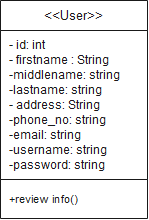 <<User>>
- id: int
- firstname : String
-middlename: string
-lastname: string
- address: String
-phone_no: string
-email: string
-username: string
-password: string
+review info()